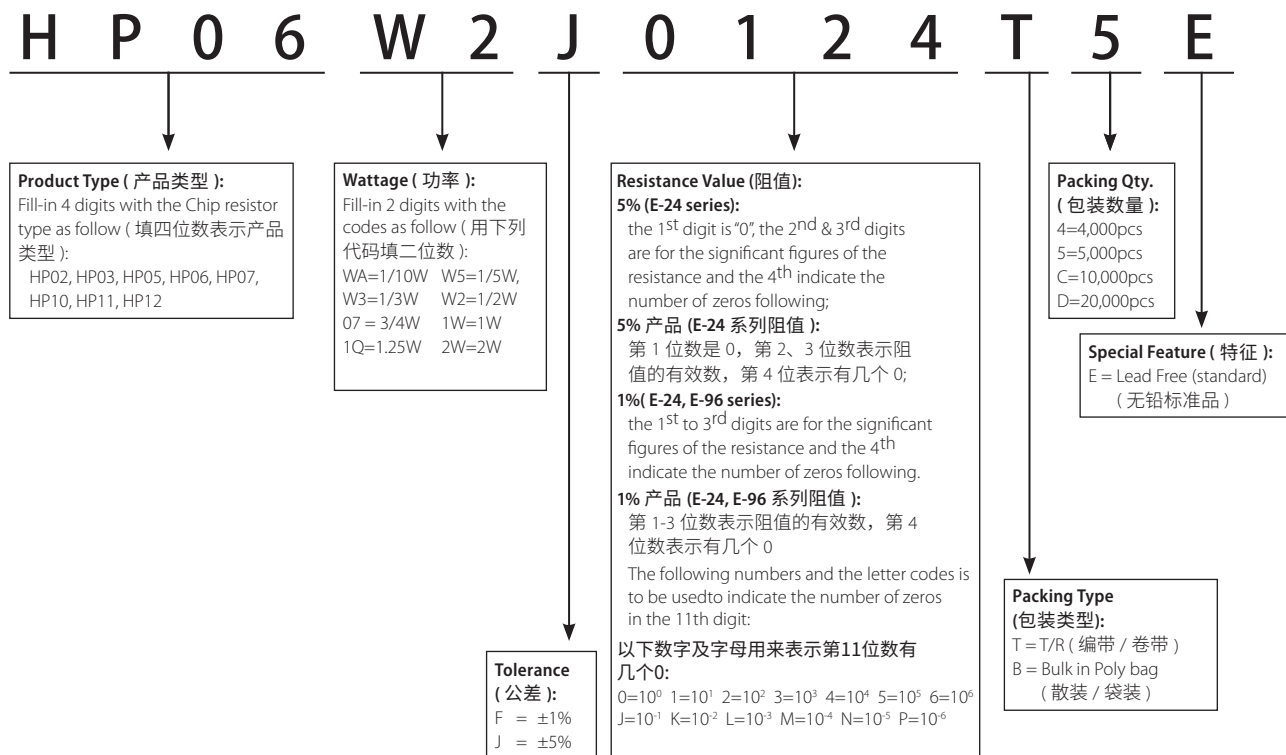 HP06 W2 J 0124 T 5 E
Product Type ( 产品类型 ):
Fill-in 4 digits with the Chip resistor
type as follow ( 填四位数表示产品
类型 ):
HP02, HP03, HP05, HP06, HP07,
HP10, HP11, HP12
Wattage ( 功率 ):
Fill-in 2 digits with the
codes as follow ( 用下列
代码填二位数 ):
WA=1/10W W5=1/5W,
W3=1/3W W2=1/2W
07 = 3/4W 1W=1W
1Q=1.25W 2W=2W
Tolerance
( 公差 ):
F = ±1%
J = ±5%
Resistance Value (阻值):
5% (E-24 series):
the 1st digit is "0", the 2nd & 3rd digits
are for the significant figures of the
resistance and the 4th indicate the
number of zeros following;
5% 产品 (E-24 系列阻值 ):
第 1 位数是 0，第 2、3 位数表示阻
值的有效数，第 4 位表示有几个 0;
1%( E-24, E-96 series):
the 1st to 3rd digits are for the significant
figures of the resistance and the 4th
indicate the number of zeros following.
1% 产品 (E-24, E-96 系列阻值 ):
第 1-3 位数表示阻值的有效数，第 4
位数表示有几个 0
The following numbers and the letter codes is
to be usedto indicate the number of zeros
in the 11th digit:
以下数字及字母用来表示第11位数有
几个0:
0=10⁰ 1=10¹ 2=10² 3=10³ 4=10⁴ 5=10⁵ 6=10⁶
J=10⁻¹ K=10⁻² L=10⁻³ M=10⁻⁴ N=10⁻⁵ P=10⁻⁶
Packing Type
(包装类型):
T = T/R ( 编带 / 卷带 )
B = Bulk in Poly bag
( 散装 / 袋装 )
Packing Qty.
( 包装数量 ):
4=4,000pcs
5=5,000pcs
C=10,000pcs
D=20,000pcs
Special Feature ( 特征 ):
E = Lead Free (standard)
( 无铅标准品 )